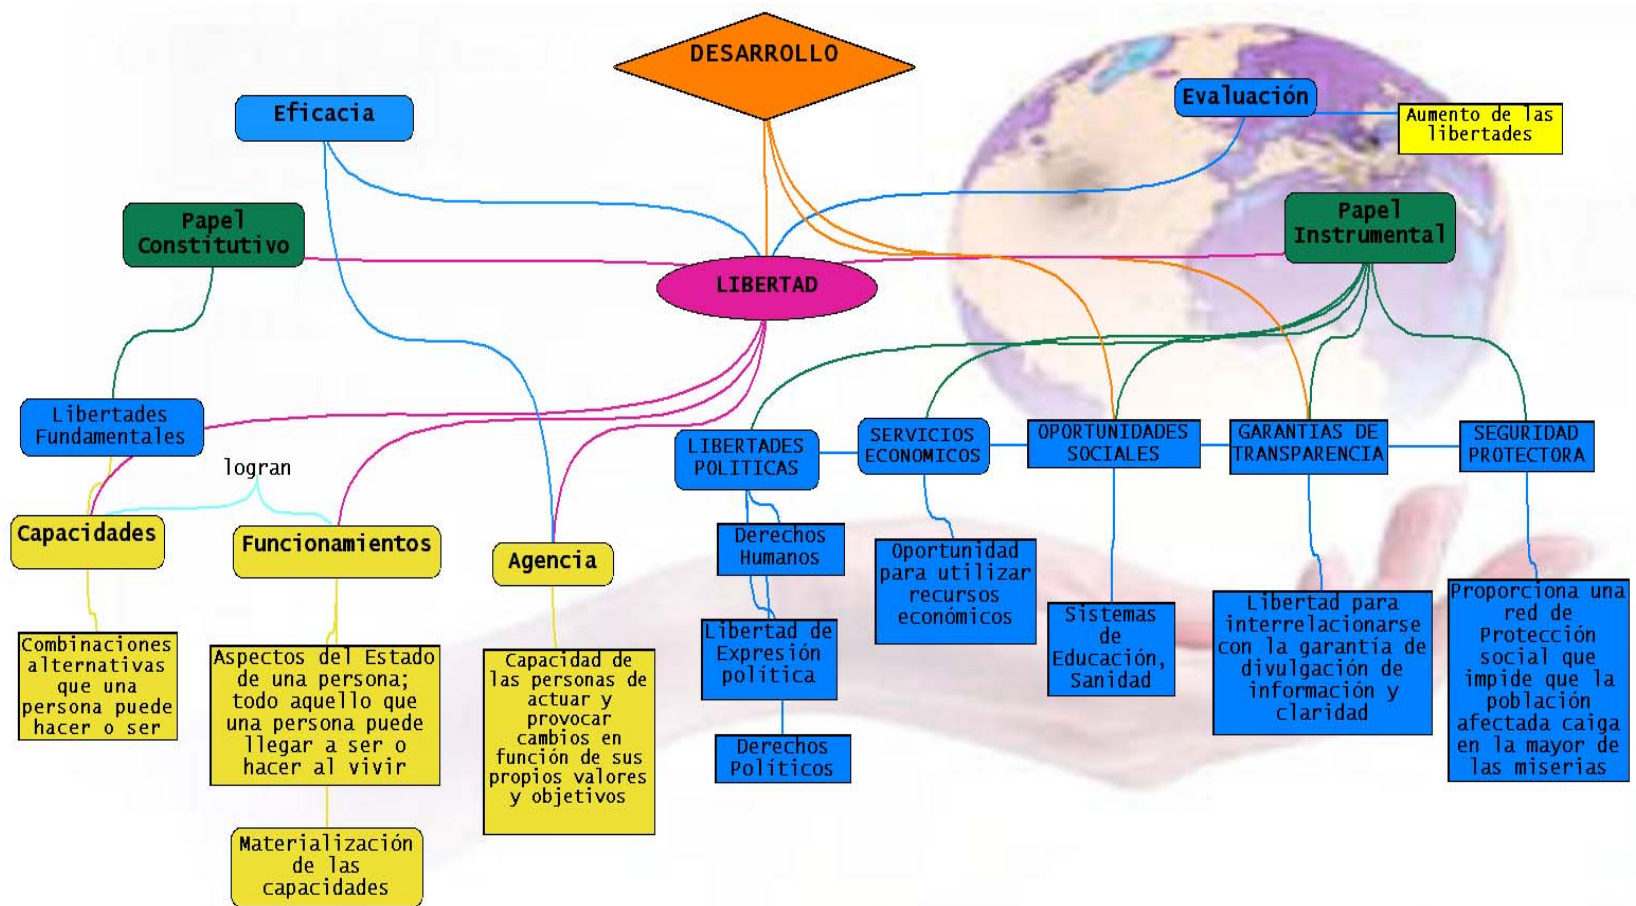 DESARROLLO
Eficacia
Evaluación
Aumento de las
libertades
Papel
Constitutivo
Papel
Instrumental
LIBERTAD
Libertades
Fundamentales
logran
LIBERTADES
POLITICAS
SERVICIOS
ECONOMICOS
OPORTUNIDADES
SOCIALES
GARANTIAS DE
TRANSPARENCIA
SEGURIDAD
PROTECTORA
Capacidades
Funcionamientos
Agencia
Derechos
Humanos
Oportunidad
para utilizar
recursos
económicos
Sistemas
de
Educación,
Sanidad
Libertad para
interrelacionarse
con la garantía de
divulgación de
información y
claridad
Proporciona una
red de
Protección
social que
impide que la
población
afectada caiga
en la mayor de
las miserias
Combinaciones
alternativas
que una
persona puede
hacer o ser
Aspectos del Estado
de una persona;
todo aquello que
una persona puede
llegar a ser o
hacer al vivir
Capacidad de
las personas de
actuar y
provocar
cambios en
función de sus
propios valores
y objetivos
Libertad de
Expresión
política
Derechos
Políticos
Materialización
de las
capacidades